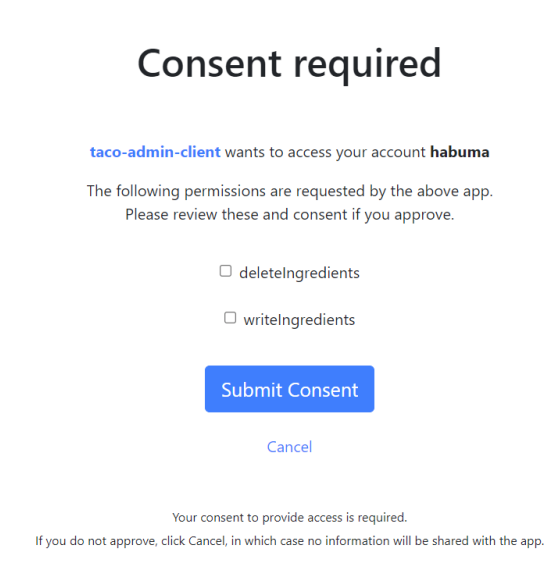 Consent required
taco-admin-client wants to access your account habuma
The following permissions are requested by the above app.
Please review these and consent if you approve.
deleteIngredients
writeIngredients
Submit Consent
Cancel
Your consent to provide access is required.
If you do not approve, click Cancel, in which case no information will be shared with the app.